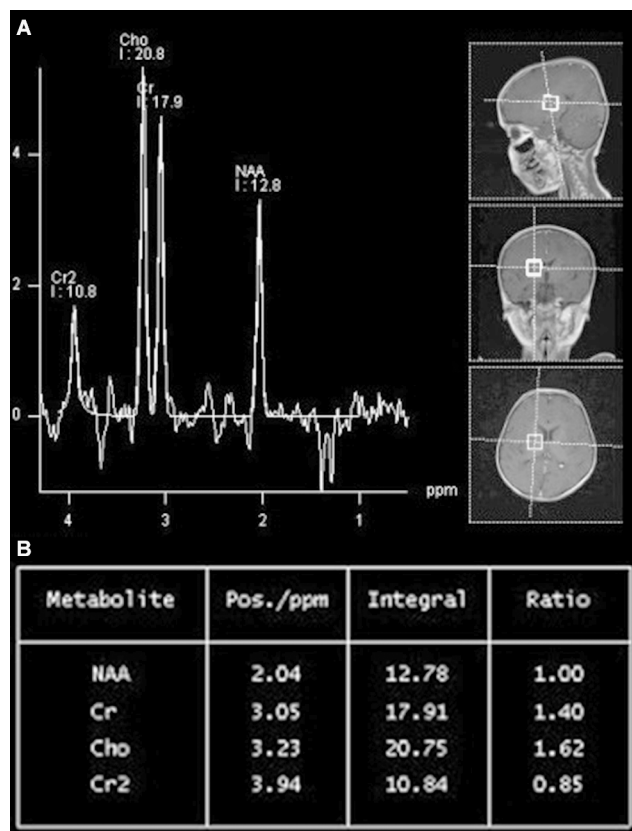 A
Cho
I : 20.8
Cr
I : 17.9
NAA
I : 12.8
Cr2
I : 10.8
4
2
0
ppm
4 3 2 1
B
Metabolite Pos./ppm Integral Ratio
NAA 2.04 12.78 1.00
Cr 3.05 17.91 1.40
Cho 3.23 20.75 1.62
Cr2 3.94 10.84 0.85